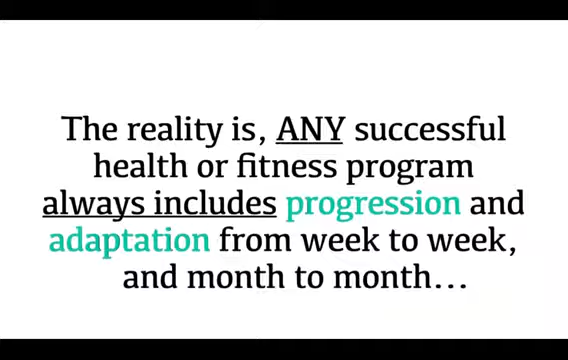 The reality is, ANY successful
health or fitness program
always includes progression and
adaptation from week to week,
and month to month...